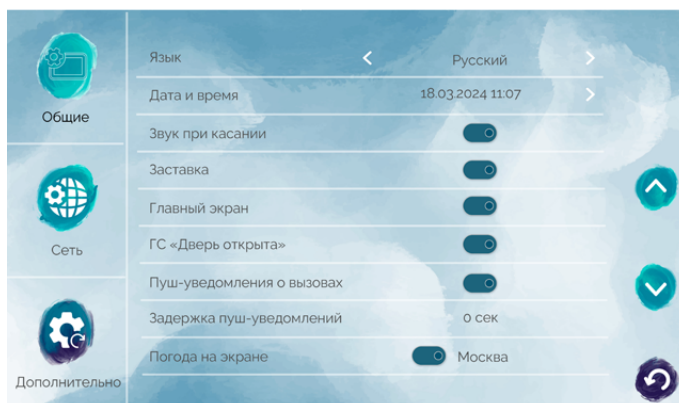 Общие
Сеть
Дополнительно
Язык Русский
Дата и время 18.03.2024 11:07
Звук при касании
Заставка
Главный экран
ГС «Дверь открыта»
Пуш-уведомления о вызовах
Задержка пуш-уведомлений 0 сек
Погода на экране Москва